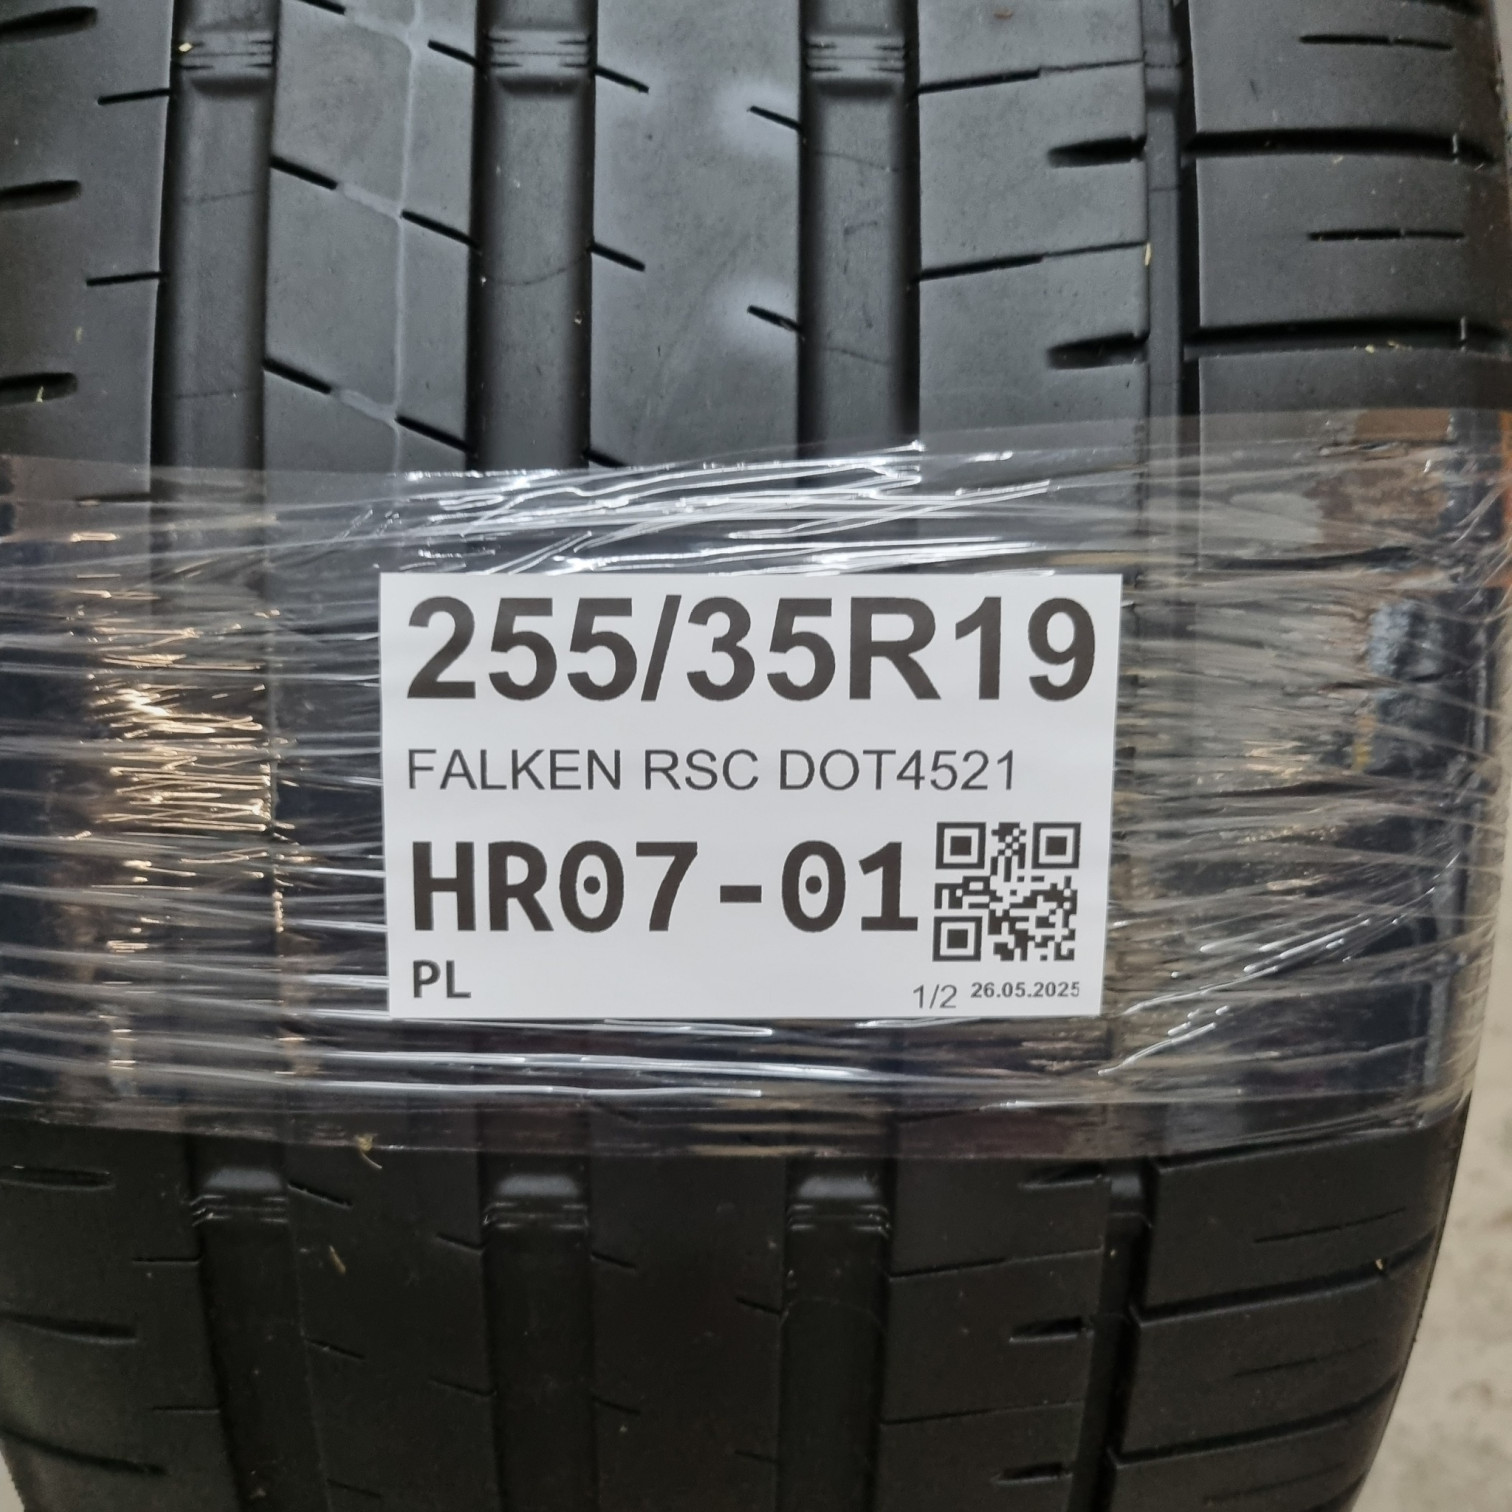 255/35R19
FALKEN RSC DOT4521
HR07-01
PL
1/2 26.05.2025